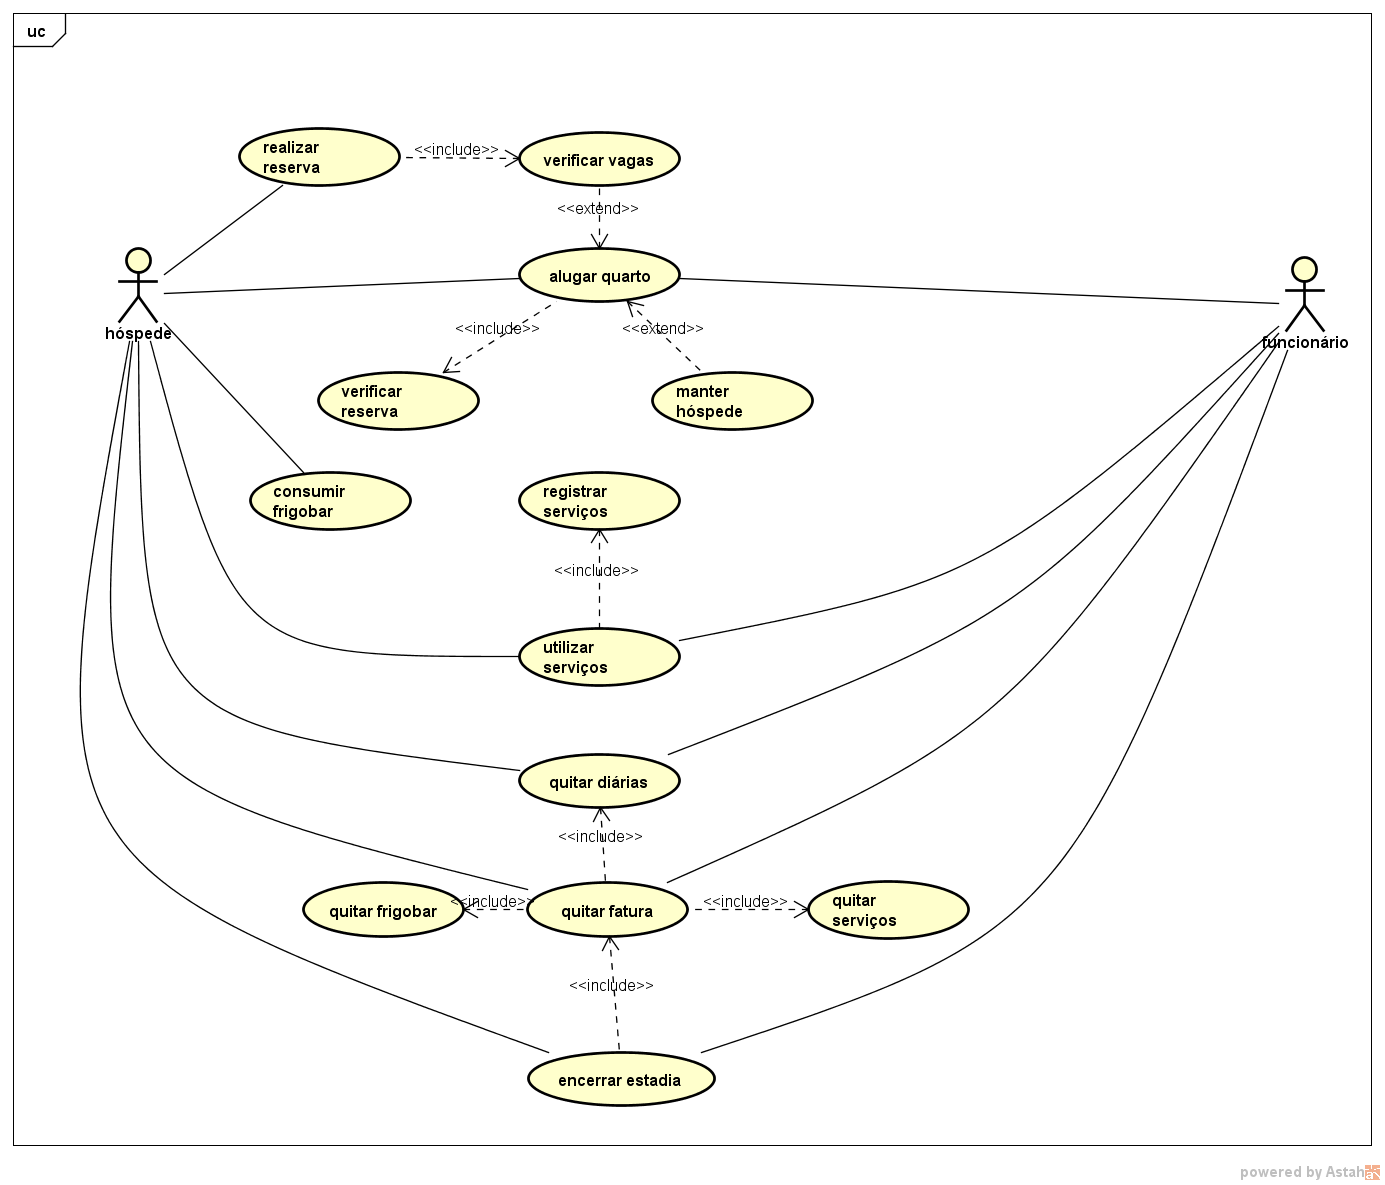 uc
realizar
reserva
<<include>>
verificar vagas
<<extend>>
alugar quarto
hóspede
funcionário
<<include>>
<<extend>>
verificar
reserva
manter
hóspede
consumir
frigobar
registrar
serviços
<<include>>
utilizar
serviços
quitar diárias
<<include>>
quitar frigobar
<<include>>
quitar fatura
<<include>>
quitar
serviços
<<include>>
encerrar estadia
powered by Astah